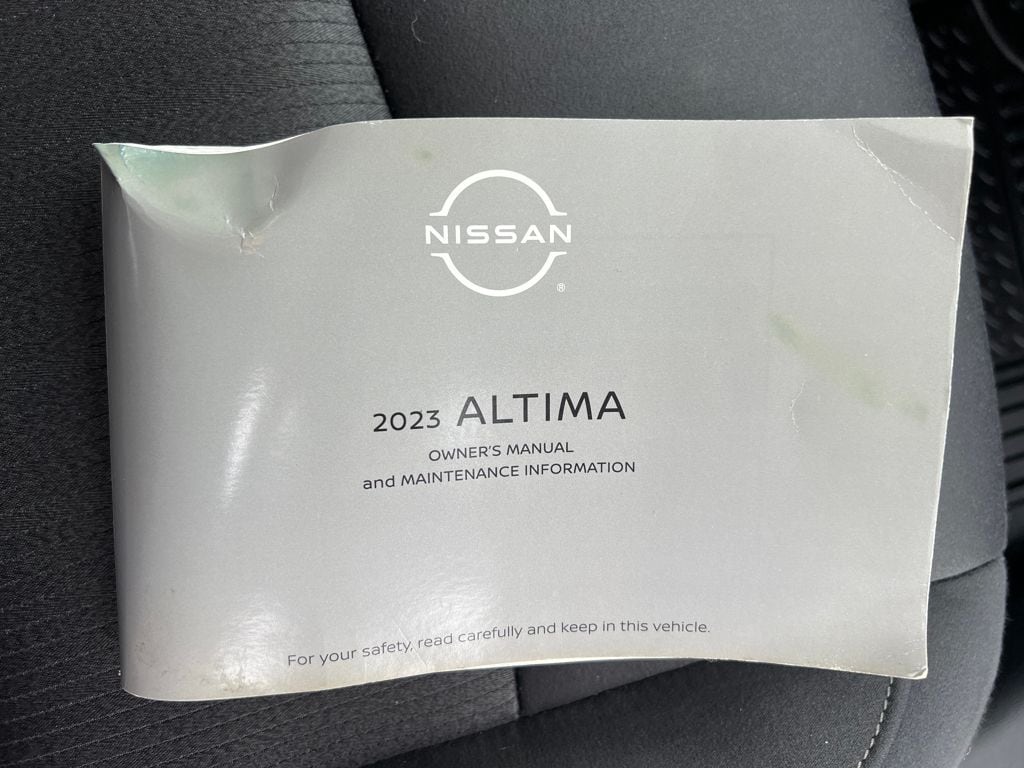 NISSAN
®
2023 ALTIMA
OWNER'S MANUAL
and MAINTENANCE INFORMATION
For your safety, read carefully and keep in this vehicle.